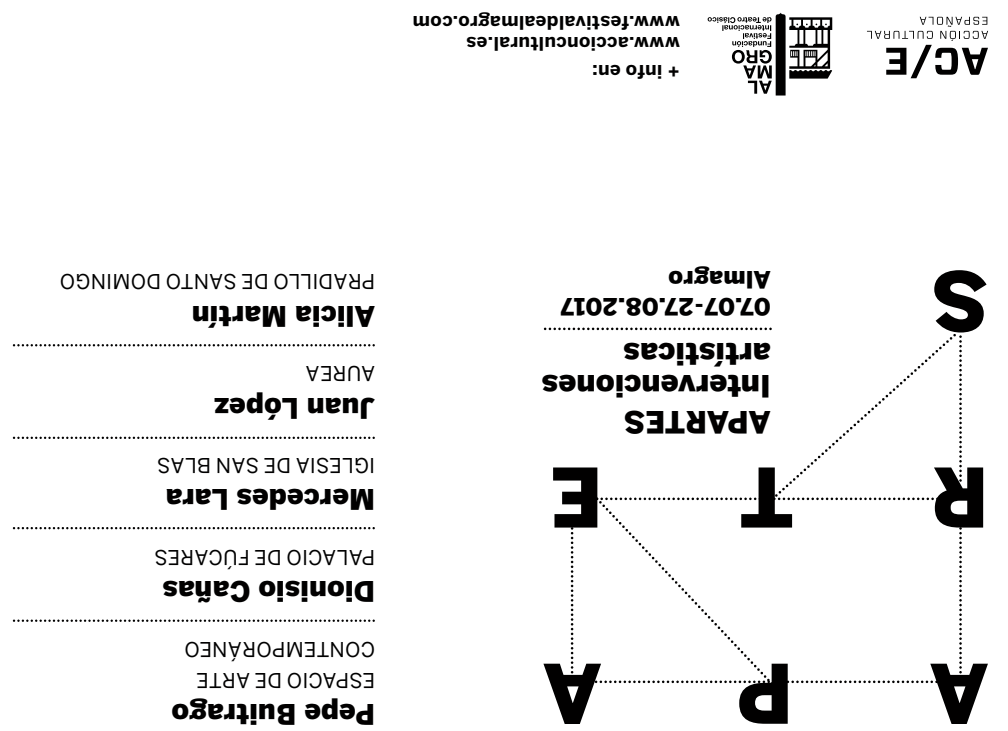 A P A
R T E
S
APARTES
Intervenciones
artísticas
07.07-27.08.2017
Almagro
Pepe Buitrago
ESPACIO DE ARTE
CONTEMPORÁNEO
Dionisio Cañas
PALACIO DE FÚCARES
Mercedes Lara
IGLESIA DE SAN BLAS
Juan López
AUREA
Alicia Martín
PRADILLO DE SANTO DOMINGO
AC/E
ACCIÓN CULTURAL
ESPAÑOLA
AL
MA
GRO
Fundación
Festival
Internacional
de Teatro Clásico
+ info en:
www.accioncultural.es
www.festivaldealmagro.com